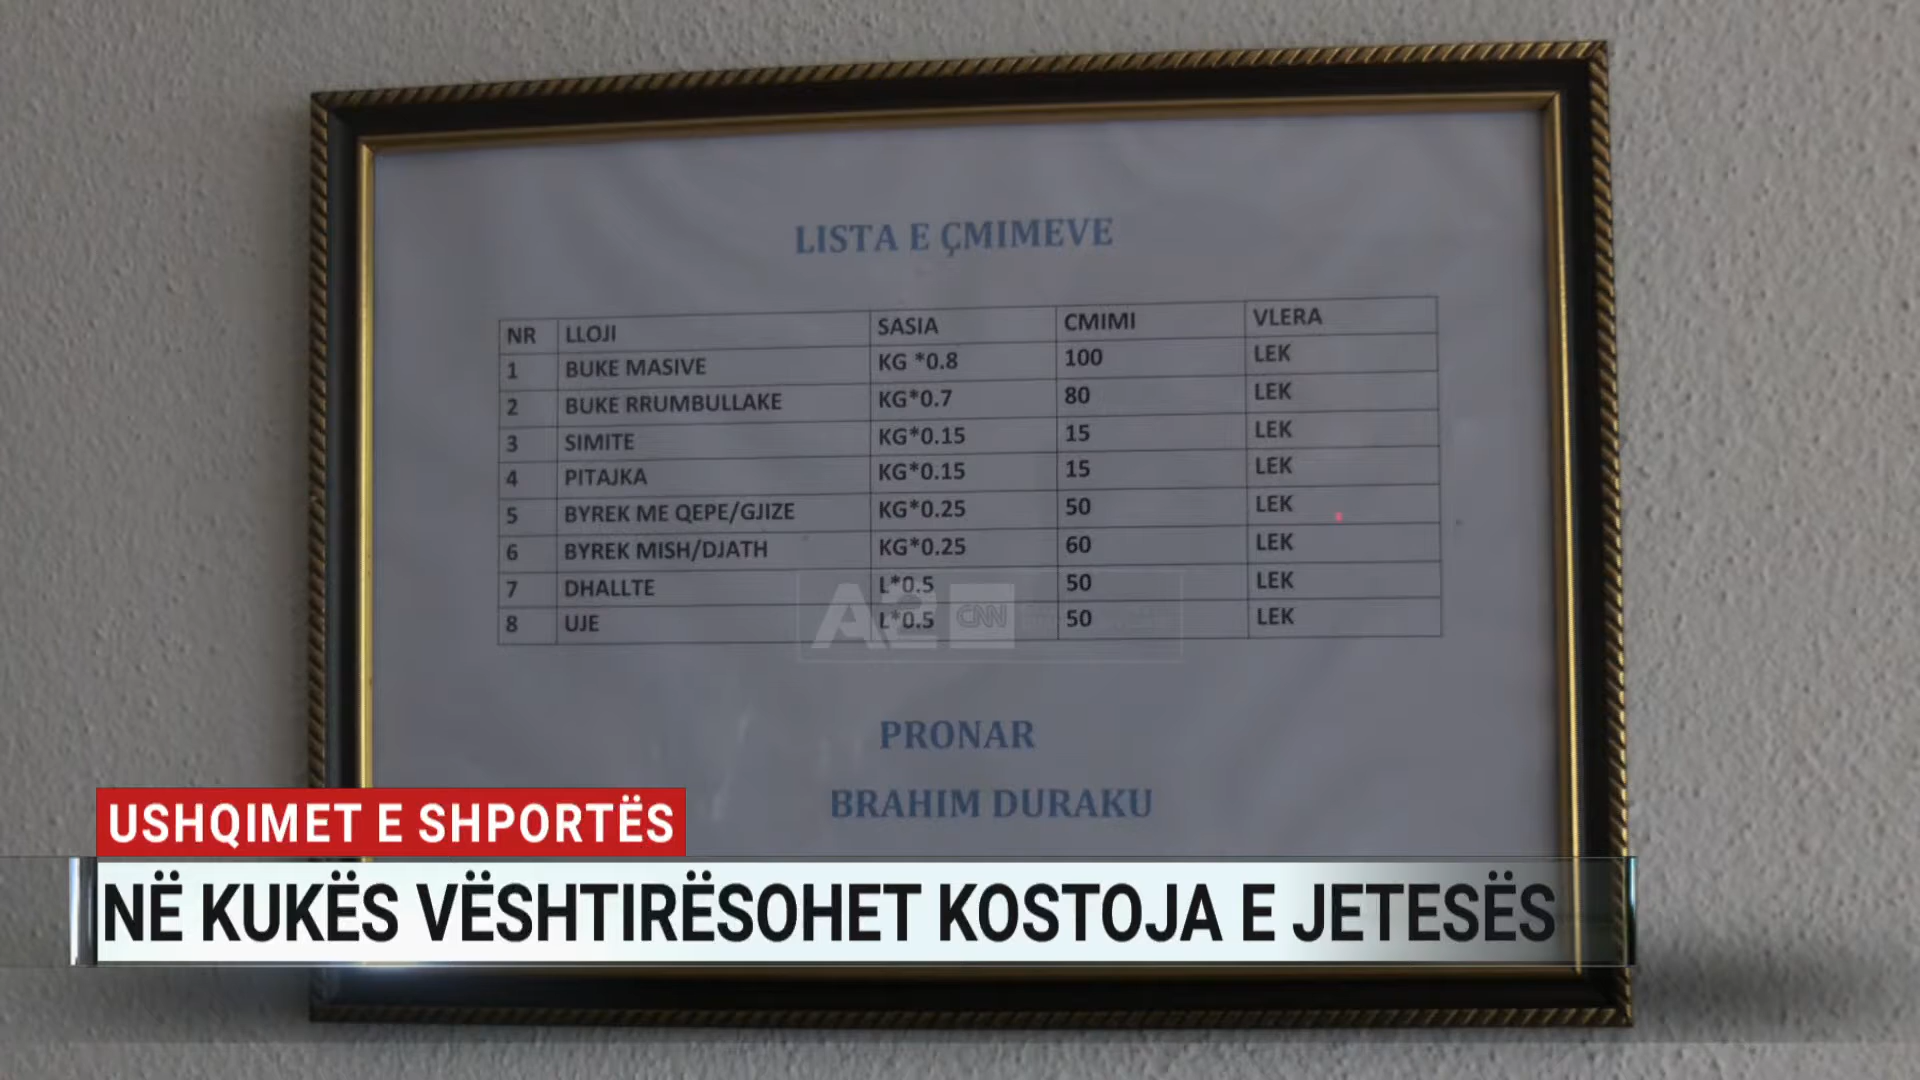 LISTA E ÇMIMEVE
NR LLOJI SASIA CMIMI VLERA
1 BUKE MASIVE KG *0.8 100 LEK
2 BUKE RRUMBULLAKE KG*0.7 80 LEK
3 SIMITE KG*0.15 15 LEK
4 PITAJKA KG*0.15 15 LEK
5 BYREK ME QEPE/GJIZE KG*0.25 50 LEK
6 BYREK MISH/DJATH KG*0.25 60 LEK
7 DHALLTE L*0.5 50 LEK
8 UJE L*0.5 50 LEK
A2 CNN
PRONAR
BRAHIM DURAKU
USHQIMET E SHPORTËS
NË KUKËS VËSHTIRËSOHET KOSTOJA E JETESËS